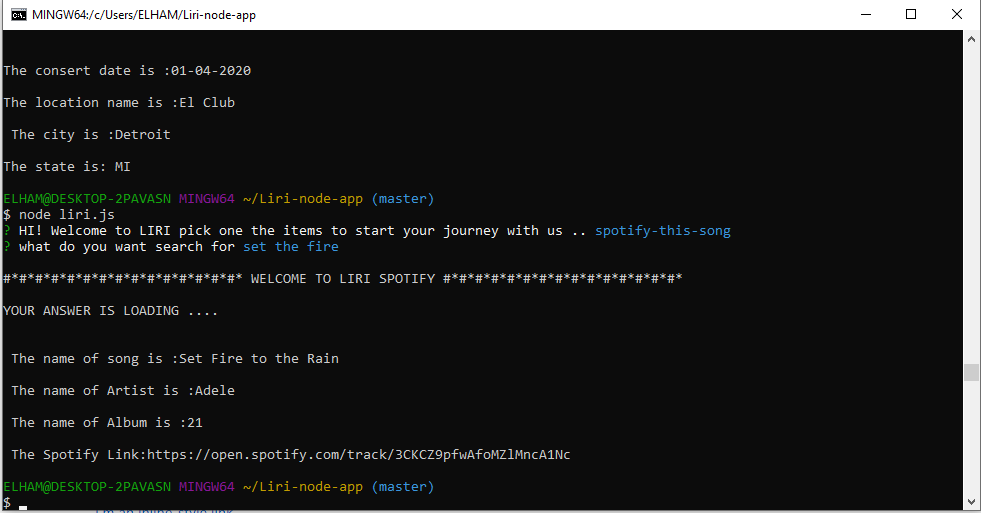 MINGW64:/c/Users/ELHAM/Liri-node-app
The consert date is :01-04-2020
The location name is :El Club
The city is :Detroit
The state is: MI
ELHAM@DESKTOP-2PAVASN MINGW64 ~/Liri-node-app (master)
$ node liri.js
? HI! Welcome to LIRI pick one the items to start your journey with us .. spotify-this-song
? what do you want search for set the fire
#*#*#*#*#*#*#*#*#*#*#*#*#*#*#* WELCOME TO LIRI SPOTIFY #*#*#*#*#*#*#*#*#*#*#*#*#*#*#*
YOUR ANSWER IS LOADING ....
The name of song is :Set Fire to the Rain
The name of Artist is :Adele
The name of Album is :21
The Spotify Link:https://open.spotify.com/track/3CKCZ9pfwAfoMZlMncA1Nc
ELHAM@DESKTOP-2PAVASN MINGW64 ~/Liri-node-app (master)
$